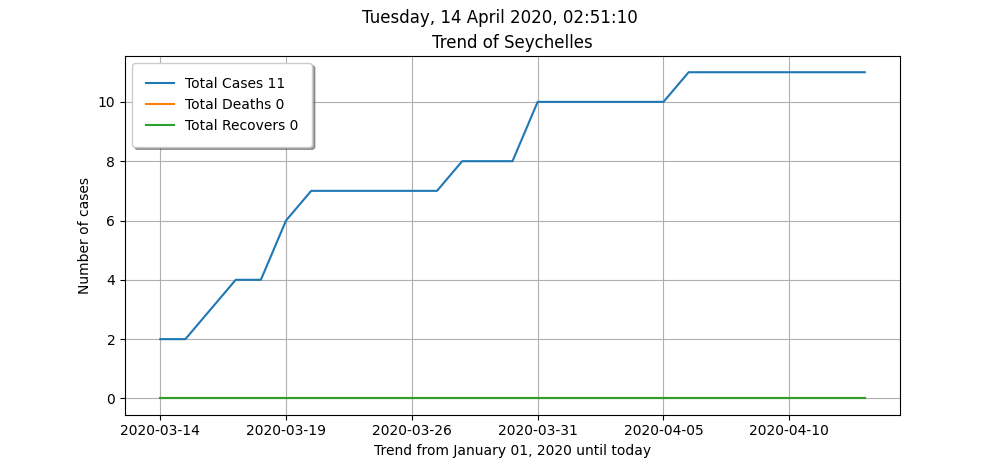 Tuesday, 14 April 2020, 02:51:10
Trend of Seychelles
Total Cases 11
Total Deaths 0
Total Recovers 0
Number of cases
10
8
6
4
2
0
2020-03-14 2020-03-19 2020-03-26 2020-03-31 2020-04-05 2020-04-10
Trend from January 01, 2020 until today